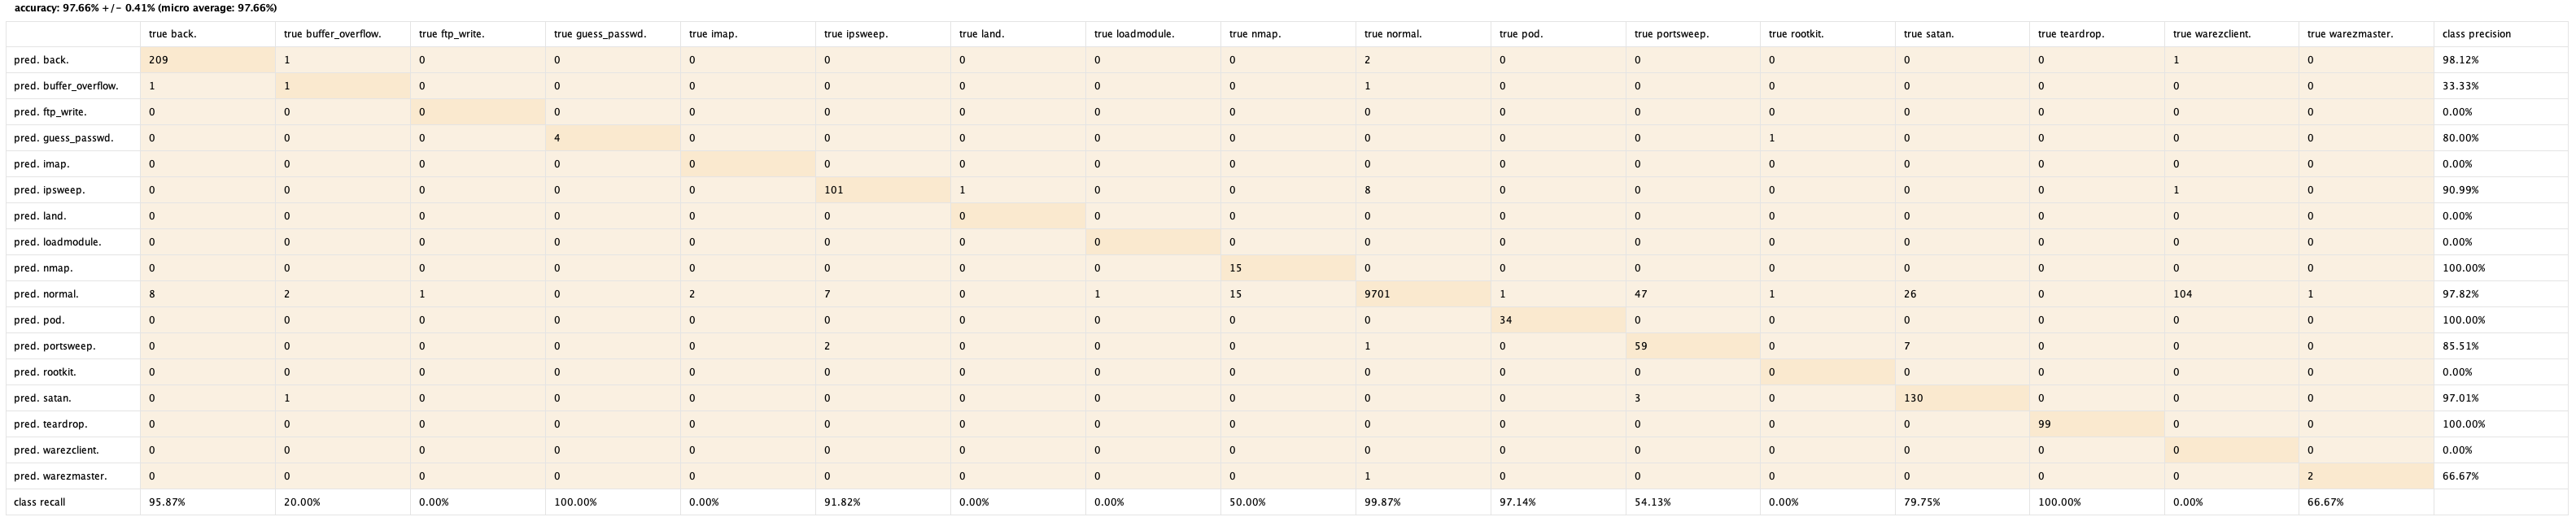 accuracy: 97.66% +/- 0.41% (micro average: 97.66%)
true back. true buffer_overflow. true ftp_write. true guess_passwd. true imap. true ipsweep. true land. true loadmodule. true nmap. true normal. true pod. true portsweep. true rootkit. true satan. true teardrop. true warezclient. true warezmaster. class precision
pred. back. 209 1 0 0 0 0 0 0 0 2 0 0 0 0 0 1 0 98.12%
pred. buffer_overflow. 1 1 0 0 0 0 0 0 0 1 0 0 0 0 0 0 0 33.33%
pred. ftp_write. 0 0 0 0 0 0 0 0 0 0 0 0 0 0 0 0 0 0.00%
pred. guess_passwd. 0 0 0 4 0 0 0 0 0 0 0 0 1 0 0 0 0 80.00%
pred. imap. 0 0 0 0 0 0 0 0 0 0 0 0 0 0 0 0 0 0.00%
pred. ipsweep. 0 0 0 0 0 101 1 0 0 8 0 0 0 0 0 1 0 90.99%
pred. land. 0 0 0 0 0 0 0 0 0 0 0 0 0 0 0 0 0 0.00%
pred. loadmodule. 0 0 0 0 0 0 0 0 0 0 0 0 0 0 0 0 0 0.00%
pred. nmap. 0 0 0 0 0 0 0 0 15 0 0 0 0 0 0 0 0 100.00%
pred. normal. 8 2 1 0 2 7 0 1 15 9701 1 47 1 26 0 104 1 97.82%
pred. pod. 0 0 0 0 0 0 0 0 0 0 34 0 0 0 0 0 0 100.00%
pred. portsweep. 0 0 0 0 0 2 0 0 0 1 0 59 0 7 0 0 0 85.51%
pred. rootkit. 0 0 0 0 0 0 0 0 0 0 0 0 0 0 0 0 0 0.00%
pred. satan. 0 1 0 0 0 0 0 0 0 0 0 3 0 130 0 0 0 97.01%
pred. teardrop. 0 0 0 0 0 0 0 0 0 0 0 0 0 0 99 0 0 100.00%
pred. warezclient. 0 0 0 0 0 0 0 0 0 0 0 0 0 0 0 0 0 0.00%
pred. warezmaster. 0 0 0 0 0 0 0 0 0 1 0 0 0 0 0 0 2 66.67%
class recall 95.87% 20.00% 0.00% 100.00% 0.00% 91.82% 0.00% 0.00% 50.00% 99.87% 97.14% 54.13% 0.00% 79.75% 100.00% 0.00% 66.67%